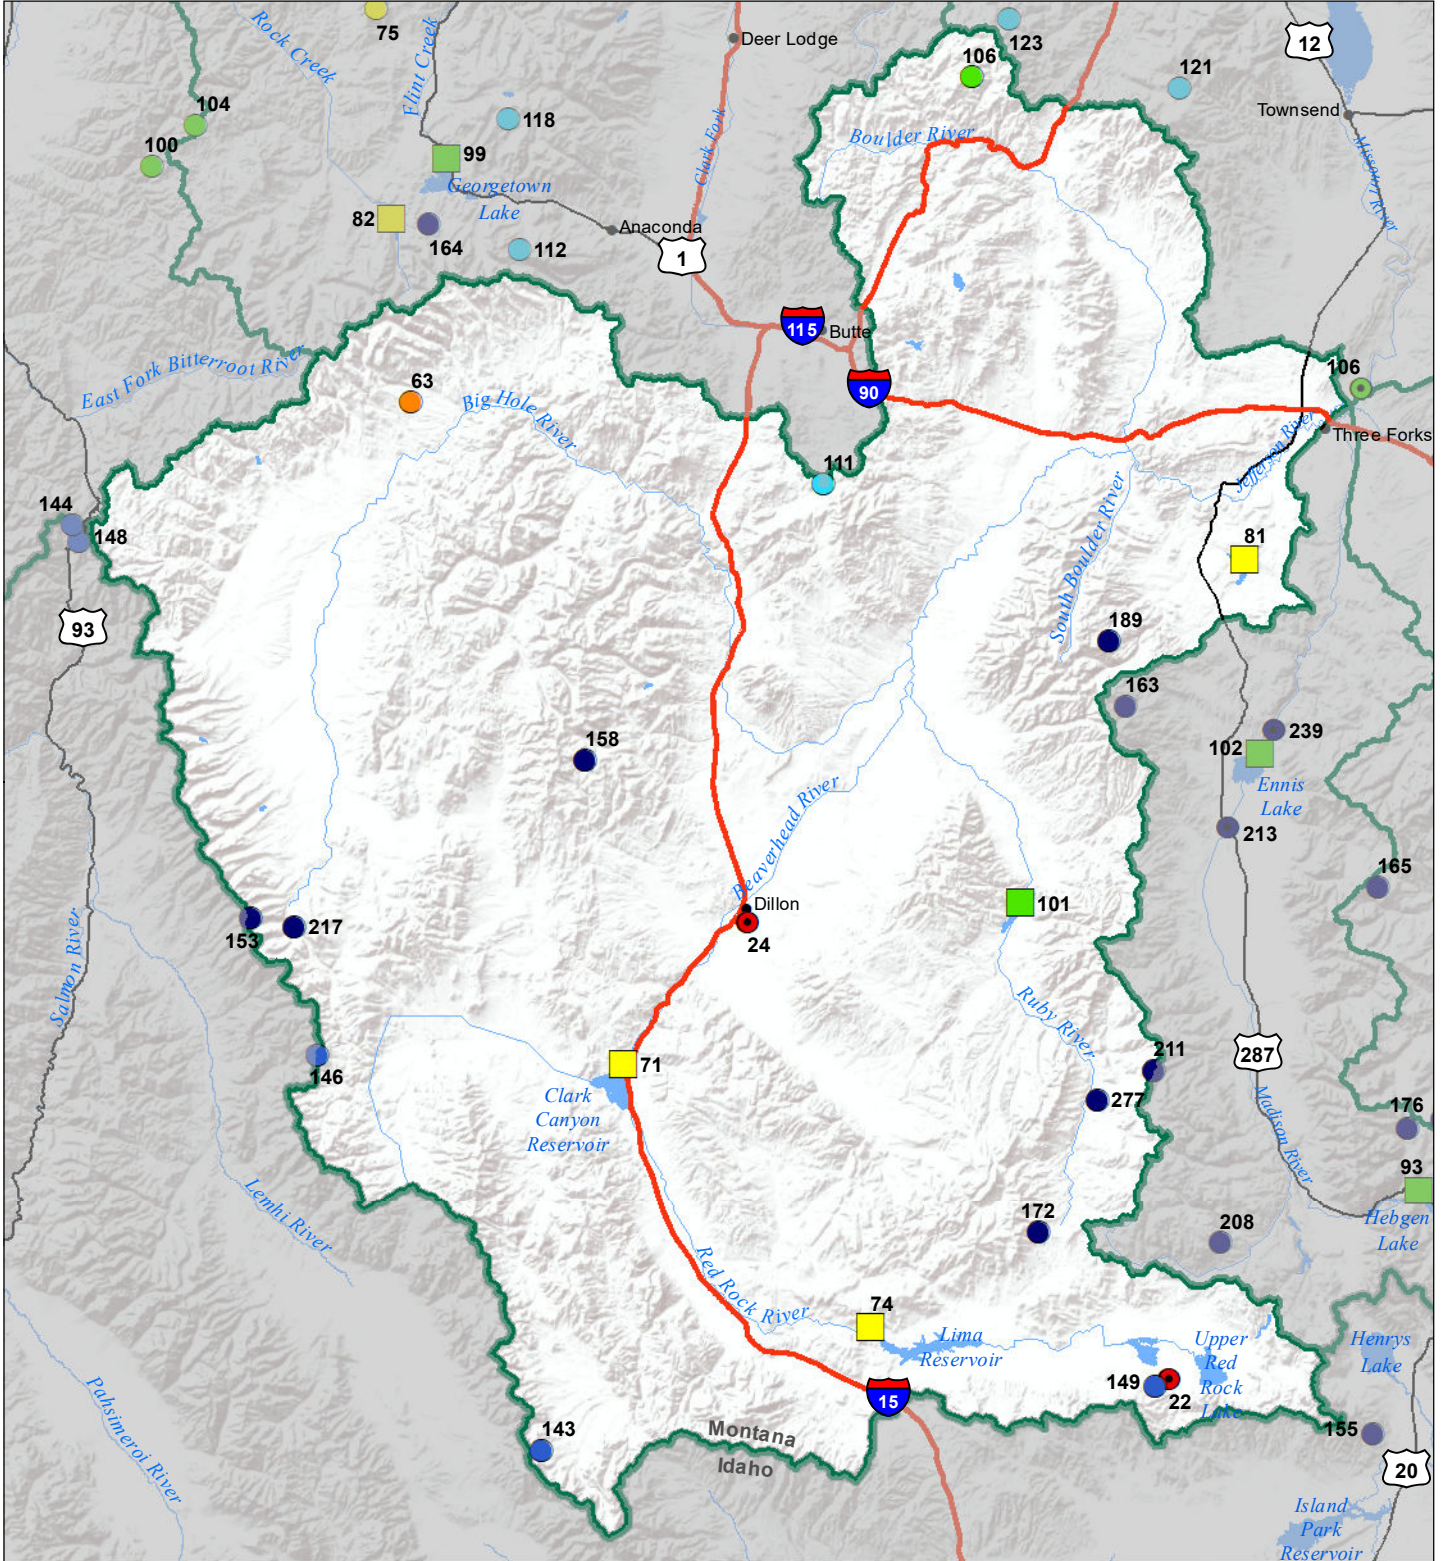 75
Rock Creek
Flint Creek
Deer Lodge
123
106
12
121
Townsend
104
118
Boulder River
100
99
Clark Fork
Missouri River
Georgetown
Lake
82
164
Anaconda
112
1
115
Butte
East Fork Bitterroot River
106
63
90
Big Hole River
Three Forks
Jefferson River
111
144
148
South Boulder River
81
93
189
163
158
239
102
Ennis
Lake
Beaverhead River
213
165
Dillon
101
153
217
24
Salmon River
Ruby River
146
211
287
71
Clark
Canyon
Reservoir
277
Madison River
176
93
Lemhi River
172
208
Hebgen
Lake
Red Rock River
74
Lima
Reservoir
Upper
Red
Rock
Lake
Henrys
Lake
149
22
15
Pahsimeroi River
143
Montana
Idaho
155
20
Island
Park
Reservoir